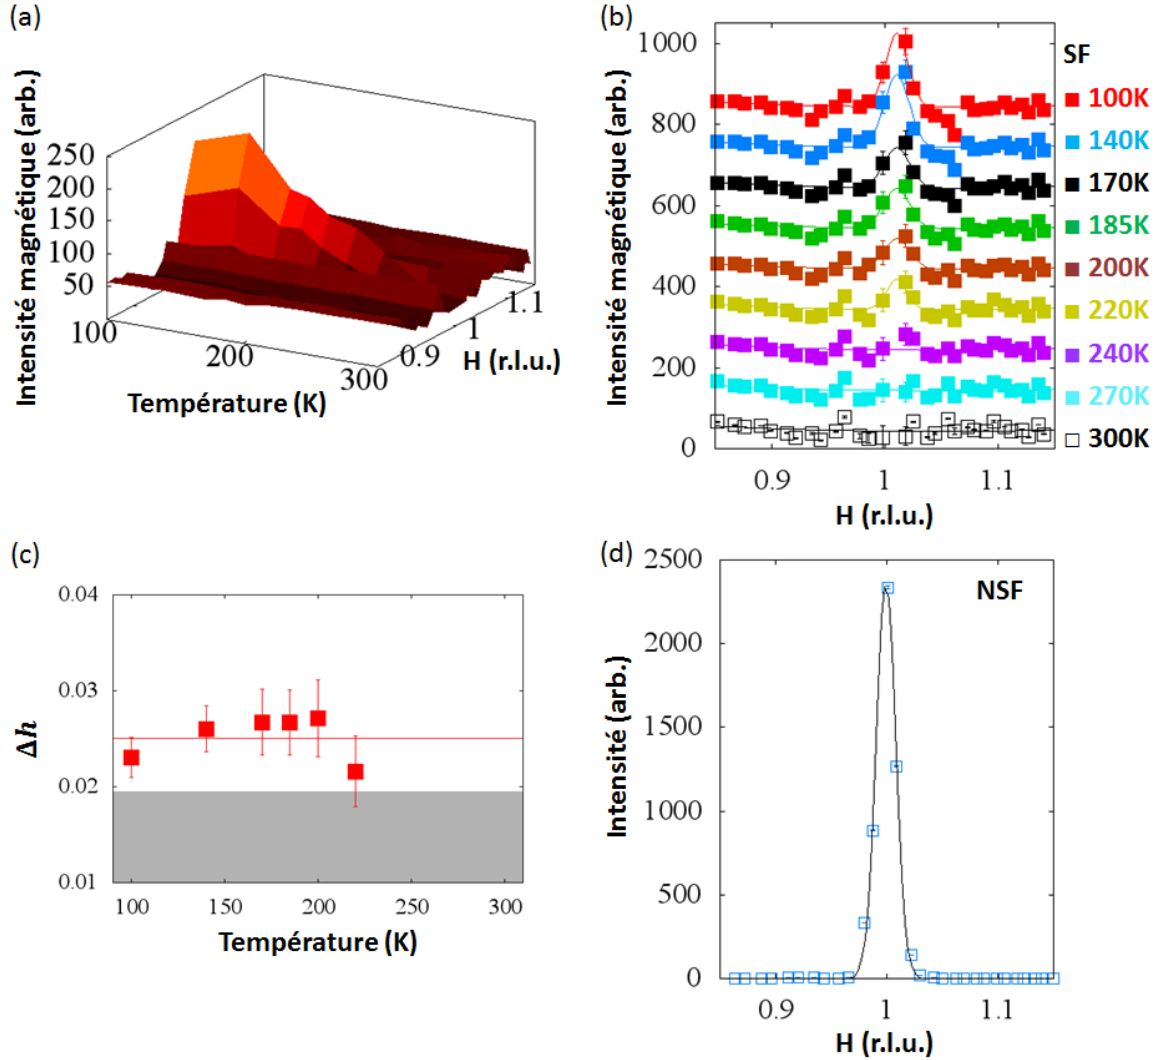 (a)
Intensité magnétique (arb.)
250
200
150
100
50
100
200
300
0.9
1
1.1
Température (K)
H (r.l.u.)
(b)
Intensité magnétique (arb.)
1000
800
600
400
200
0
0.9
1
1.1
H (r.l.u.)
SF
100K
140K
170K
185K
200K
220K
240K
270K
300K
(c)
Δh
0.04
0.03
0.02
0.01
100
150
200
250
300
Température (K)
(d)
Intensité (arb.)
2500
2000
1500
1000
500
0
NSF
0.9
1
1.1
H (r.l.u.)